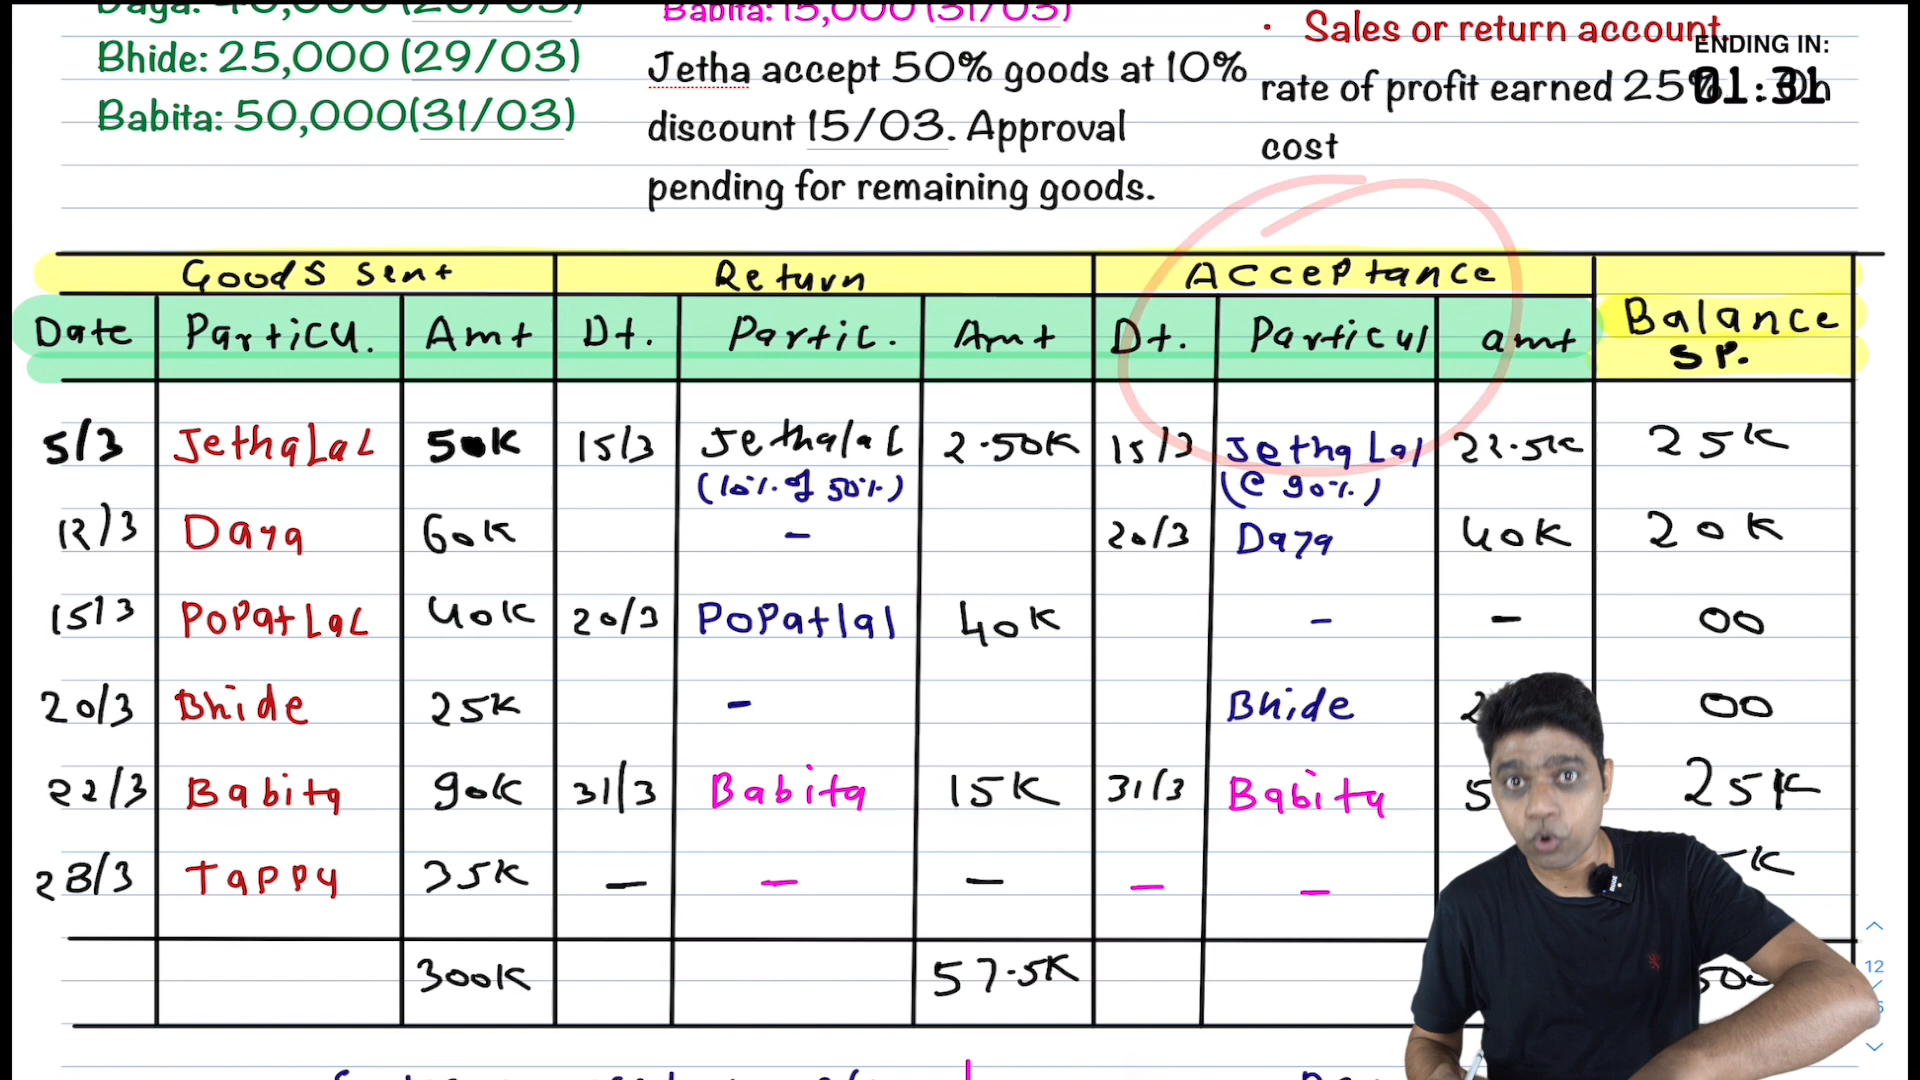 Bhide: 25,000 (29/03)
Babita: 50,000(31/03)
Babita: 15,000 (31/03)
Jetha accept 50% goods at 10%
discount 15/03. Approval
pending for remaining goods.
• Sales or return account.
rate of profit earned 25%
cost
ENDING IN:
01:31
Goods sent Return Acceptance
Date Particu. Amt Dt. Partic. Amt Dt. Particul amt Balance
SP.
5/3 JethaLaL 50K 15/3 JethalaL 2.50K 15/3 JethaLal 22.5K 25K
(10% of 50%) (@ 90%)
12/3 Daya 60K - 20/3 Daya 40K 20K
15/3 PoPatLaL 40K 20/3 PoPatlal 40K - - 00
20/3 Bhide 25K - Bhide 2 00
22/3 Babita 90K 31/3 Babita 15K 31/3 Babita 5 25K
28/3 Tappu 35K - - - - - K
300K 57.5K
12